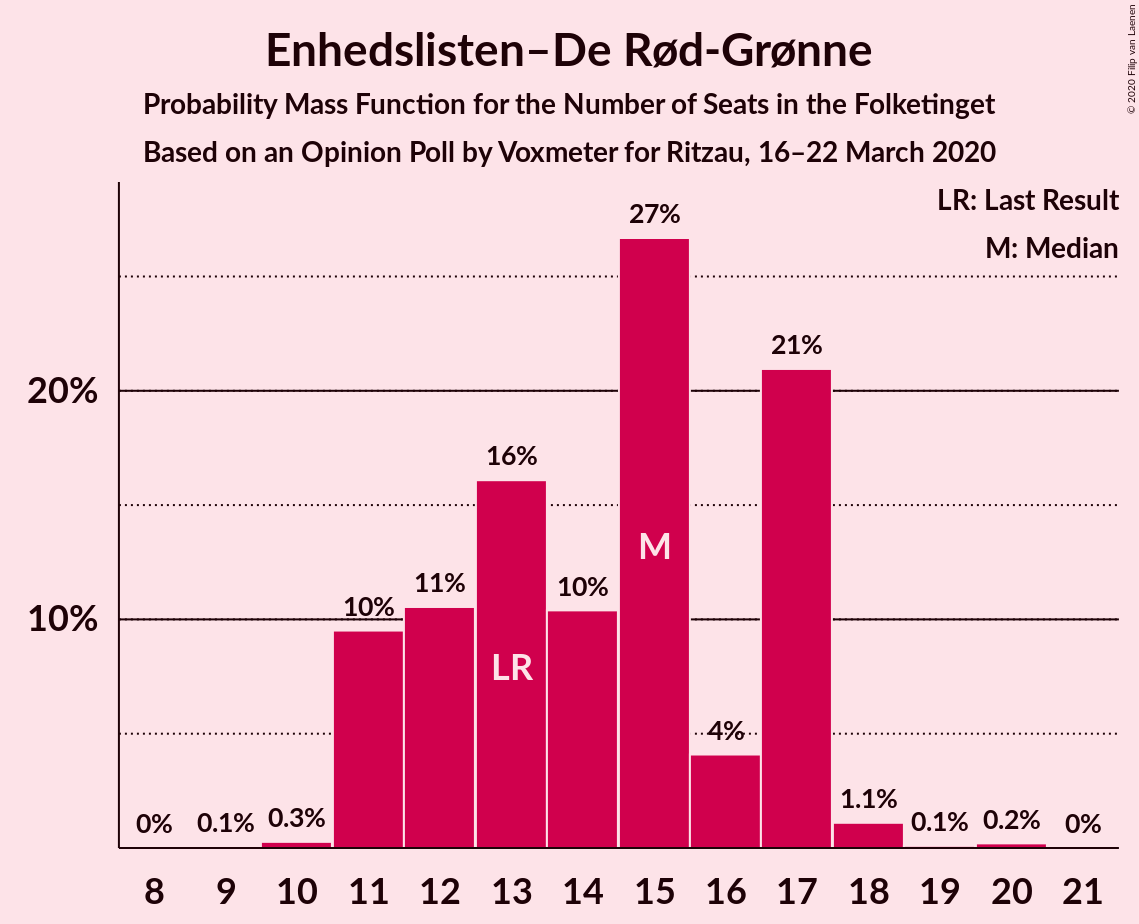 Enhedslisten–De Rød-Grønne
Probability Mass Function for the Number of Seats in the Folketinget
Based on an Opinion Poll by Voxmeter for Ritzau, 16–22 March 2020
© 2020 Filip van Laenen
LR: Last Result
M: Median
27%
21%
20%
16%
M
11%
10%
10%
10%
LR
4%
1.1%
0%
0.1%
0.3%
0.1%
0.2%
0%
8 9 10 11 12 13 14 15 16 17 18 19 20 21